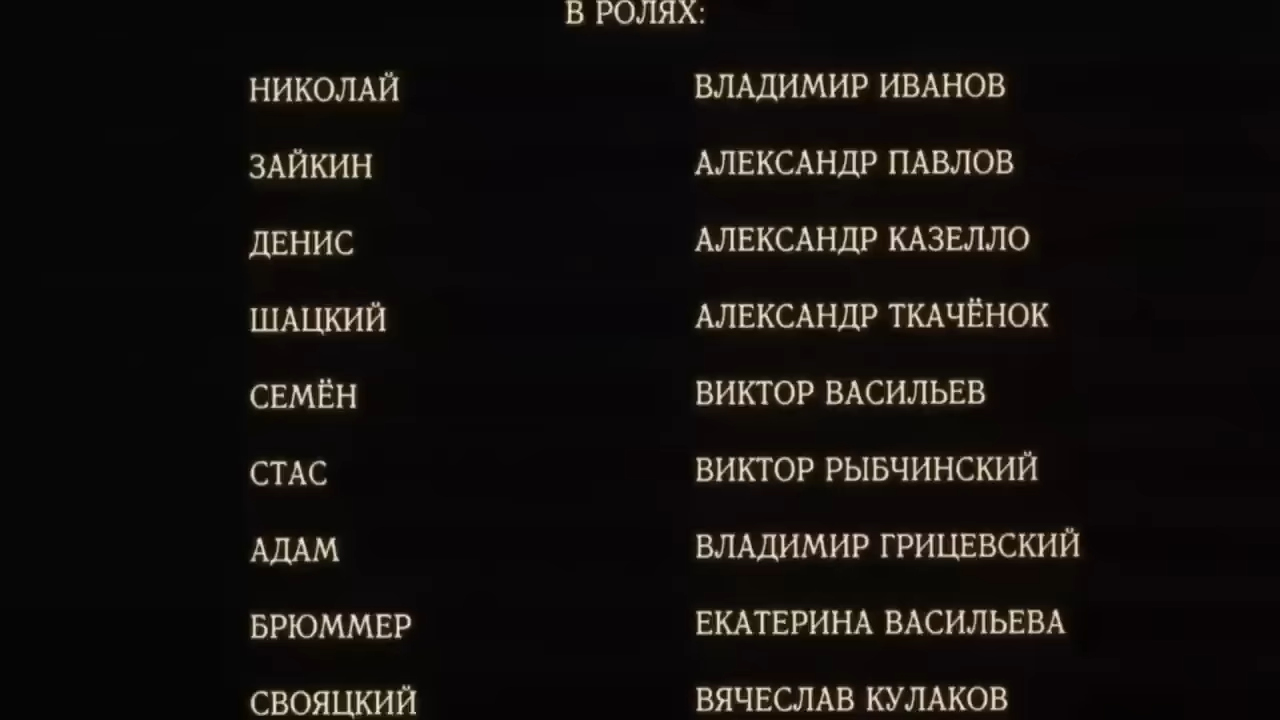 В РОЛЯХ:
НИКОЛАЙ ВЛАДИМИР ИВАНОВ
ЗАЙКИН АЛЕКСАНДР ПАВЛОВ
ДЕНИС АЛЕКСАНДР КАЗЕЛЛО
ШАЦКИЙ АЛЕКСАНДР ТКАЧЁНОК
СЕМЁН ВИКТОР ВАСИЛЬЕВ
СТАС ВИКТОР РЫБЧИНСКИЙ
АДАМ ВЛАДИМИР ГРИЦЕВСКИЙ
БРЮММЕР ЕКАТЕРИНА ВАСИЛЬЕВА
СВОЯЦКИЙ ВЯЧЕСЛАВ КУЛАКОВ